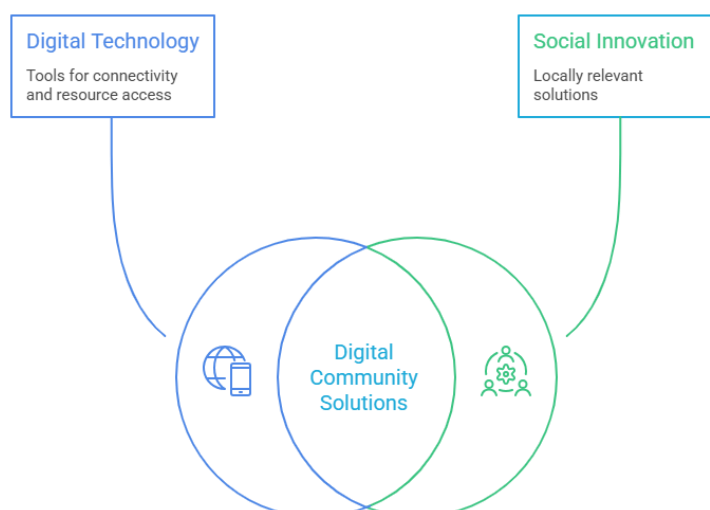 Digital Technology
Tools for connectivity
and resource access
Social Innovation
Locally relevant
solutions
Digital
Community
Solutions